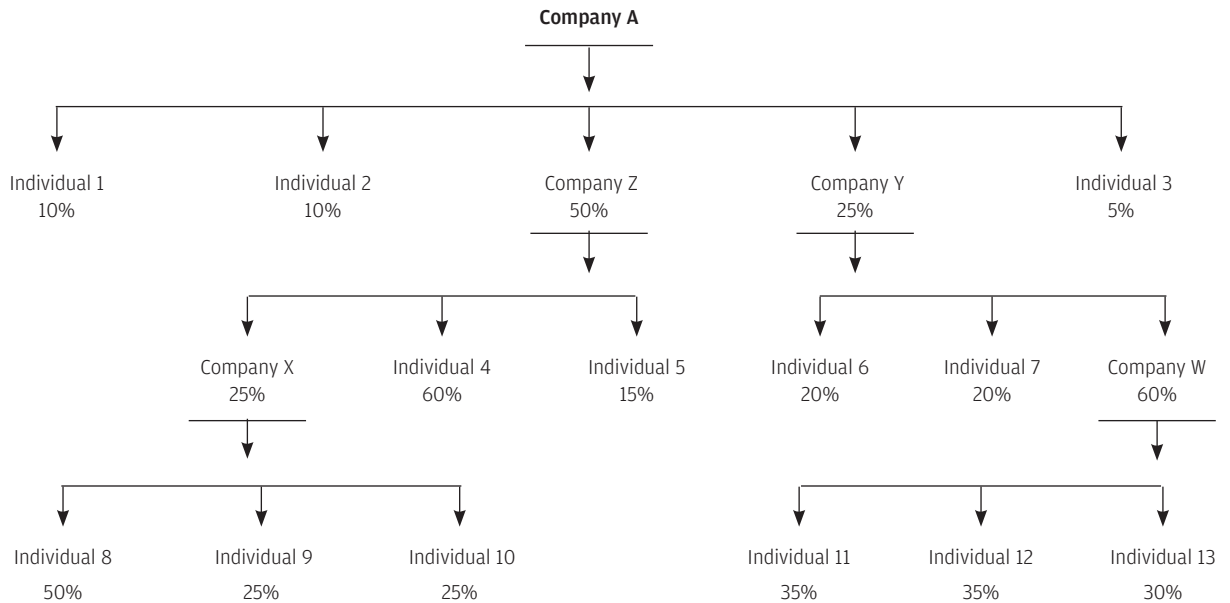 Company A
Individual 1
10%
Individual 2
10%
Company Z
50%
Company Y
25%
Individual 3
5%
Company X
25%
Individual 4
60%
Individual 5
15%
Individual 6
20%
Individual 7
20%
Company W
60%
Individual 8
50%
Individual 9
25%
Individual 10
25%
Individual 11
35%
Individual 12
35%
Individual 13
30%